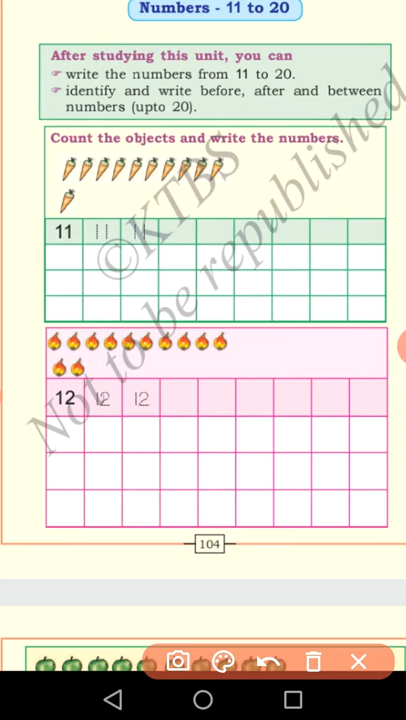 Numbers - 11 to 20
After studying this unit, you can
☞ write the numbers from 11 to 20.
☞ identify and write before, after and between
numbers (upto 20).
Count the objects and write the numbers.
11 11 11
12 12 12
©KTBS
Not to be republished
104